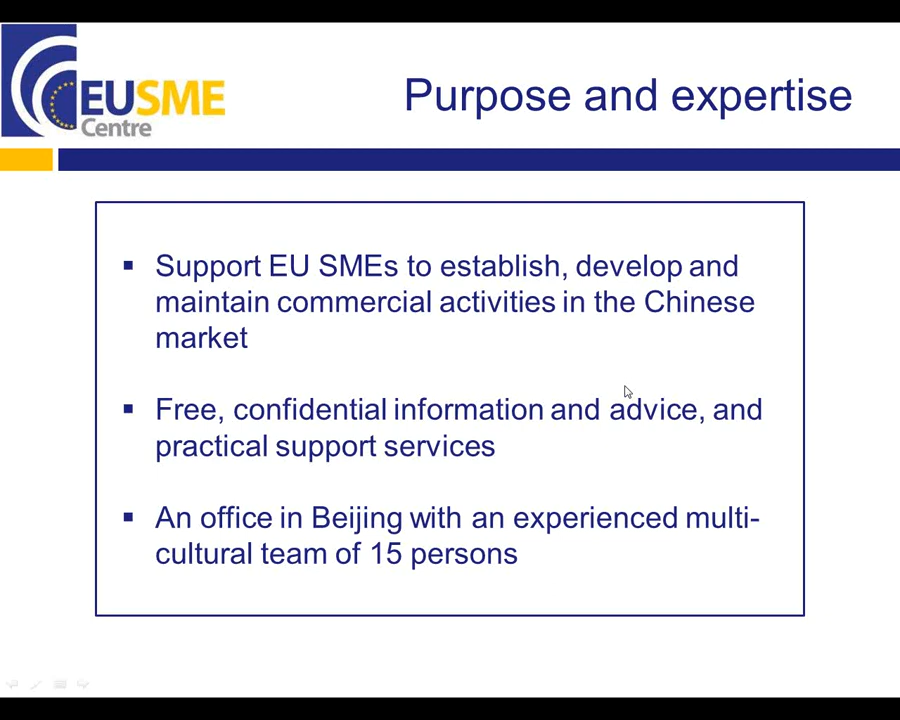 EUSME
Centre
Purpose and expertise
▪ Support EU SMEs to establish, develop and
maintain commercial activities in the Chinese
market
▪ Free, confidential information and advice, and
practical support services
▪ An office in Beijing with an experienced multi-
cultural team of 15 persons